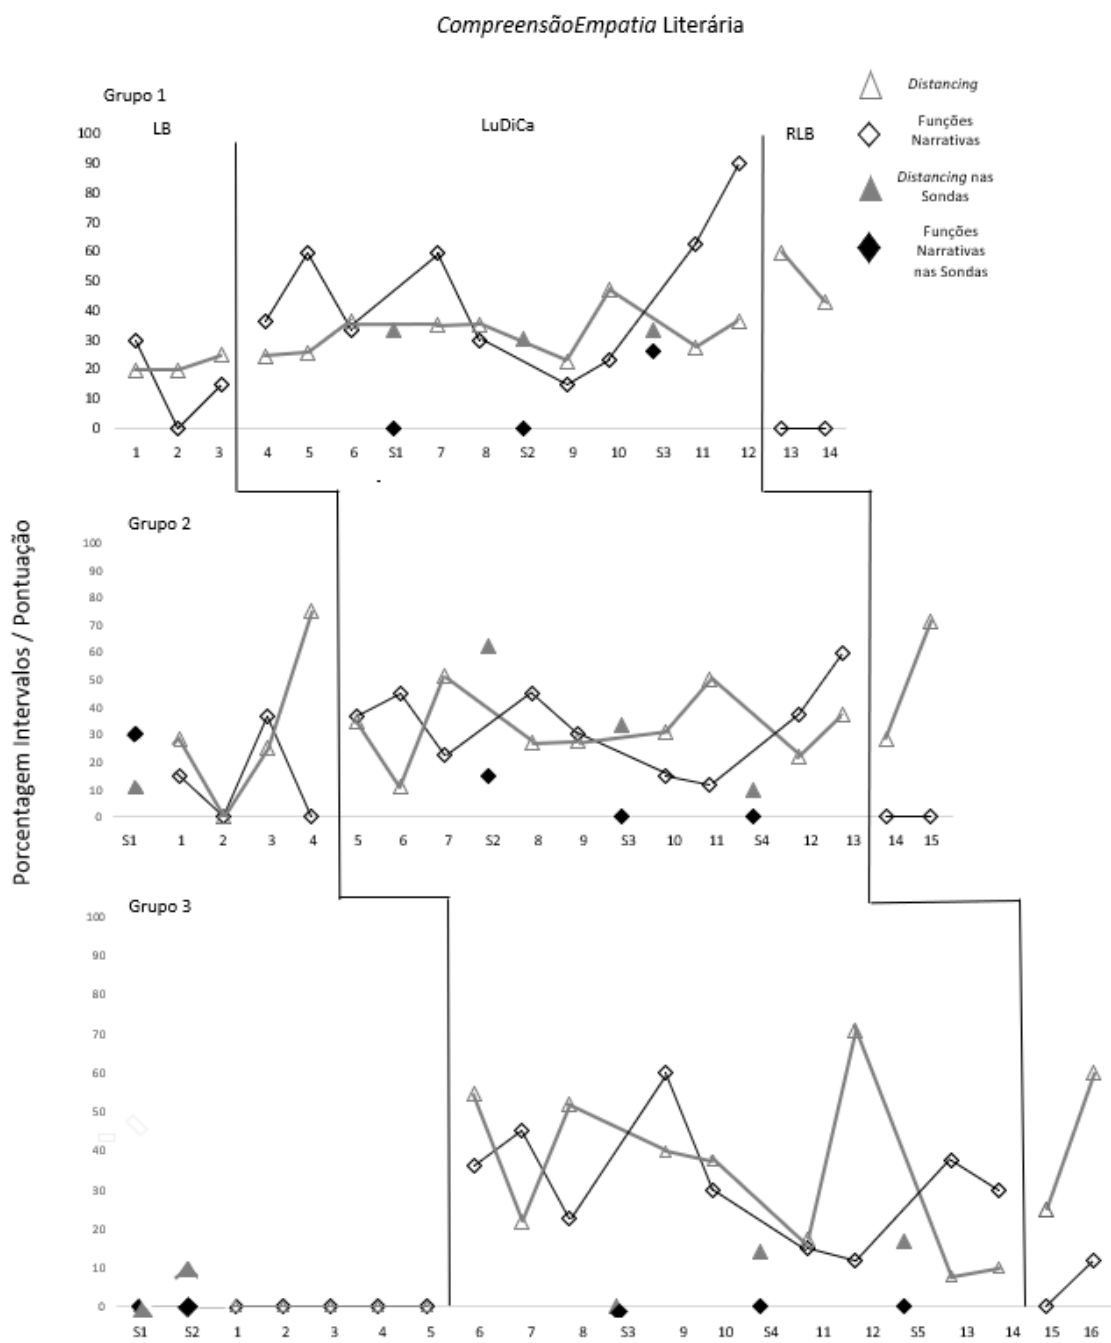 CompreensãoEmpatia Literária
Grupo 1
LB
LuDiCa
RLB
Distancing
Funções
Narrativas
Distancing nas
Sondas
Funções
Narrativas
nas Sondas
100
90
80
70
60
50
40
30
20
10
0
1 2 3 4 5 6 S1 7 8 S2 9 10 S3 11 12 13 14
Porcentagem Intervalos / Pontuação
Grupo 2
100
90
80
70
60
50
40
30
20
10
0
S1 1 2 3 4 5 6 7 S2 8 9 S3 10 11 S4 12 13 14 15
Grupo 3
100
90
80
70
60
50
40
30
20
10
0
S1 S2 1 2 3 4 5 6 7 8 S3 9 10 S4 11 12 S5 13 14 15 16